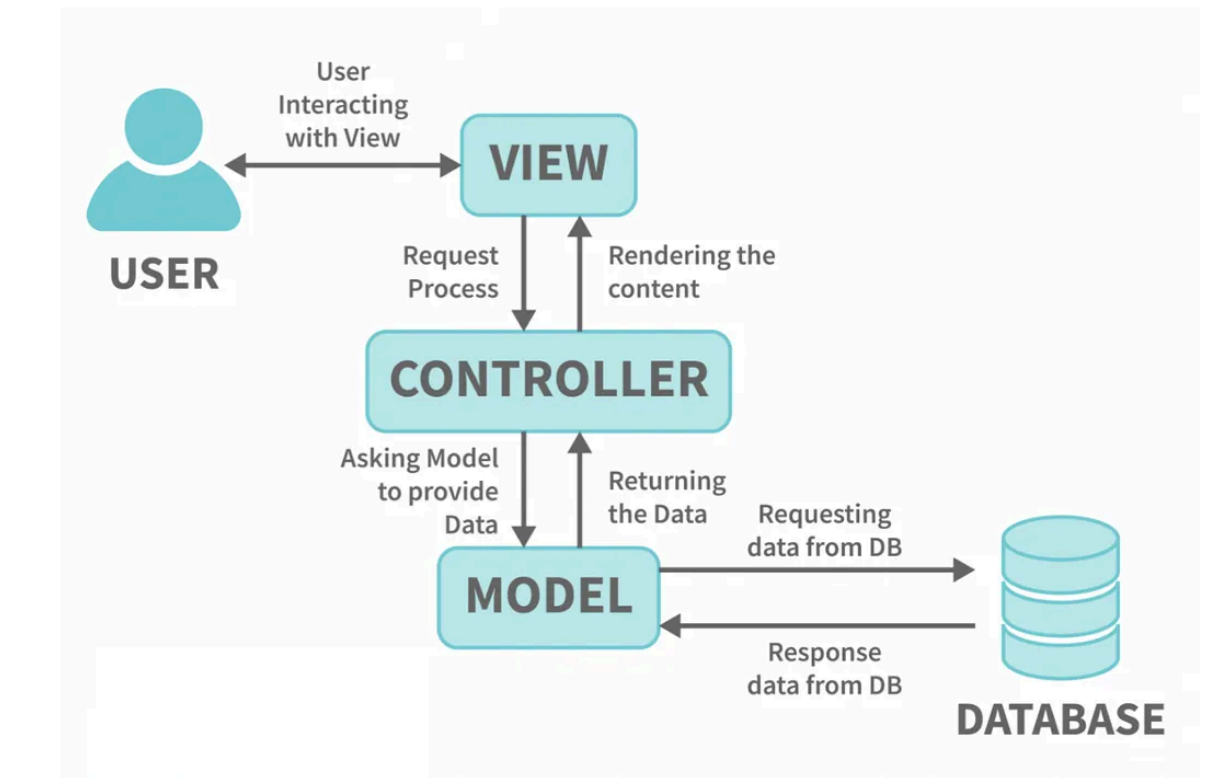 User
Interacting
with View
VIEW
USER
Request
Process
Rendering the
content
CONTROLLER
Asking Model
to provide
Data
Returning
the Data
Requesting
data from DB
MODEL
Response
data from DB
DATABASE